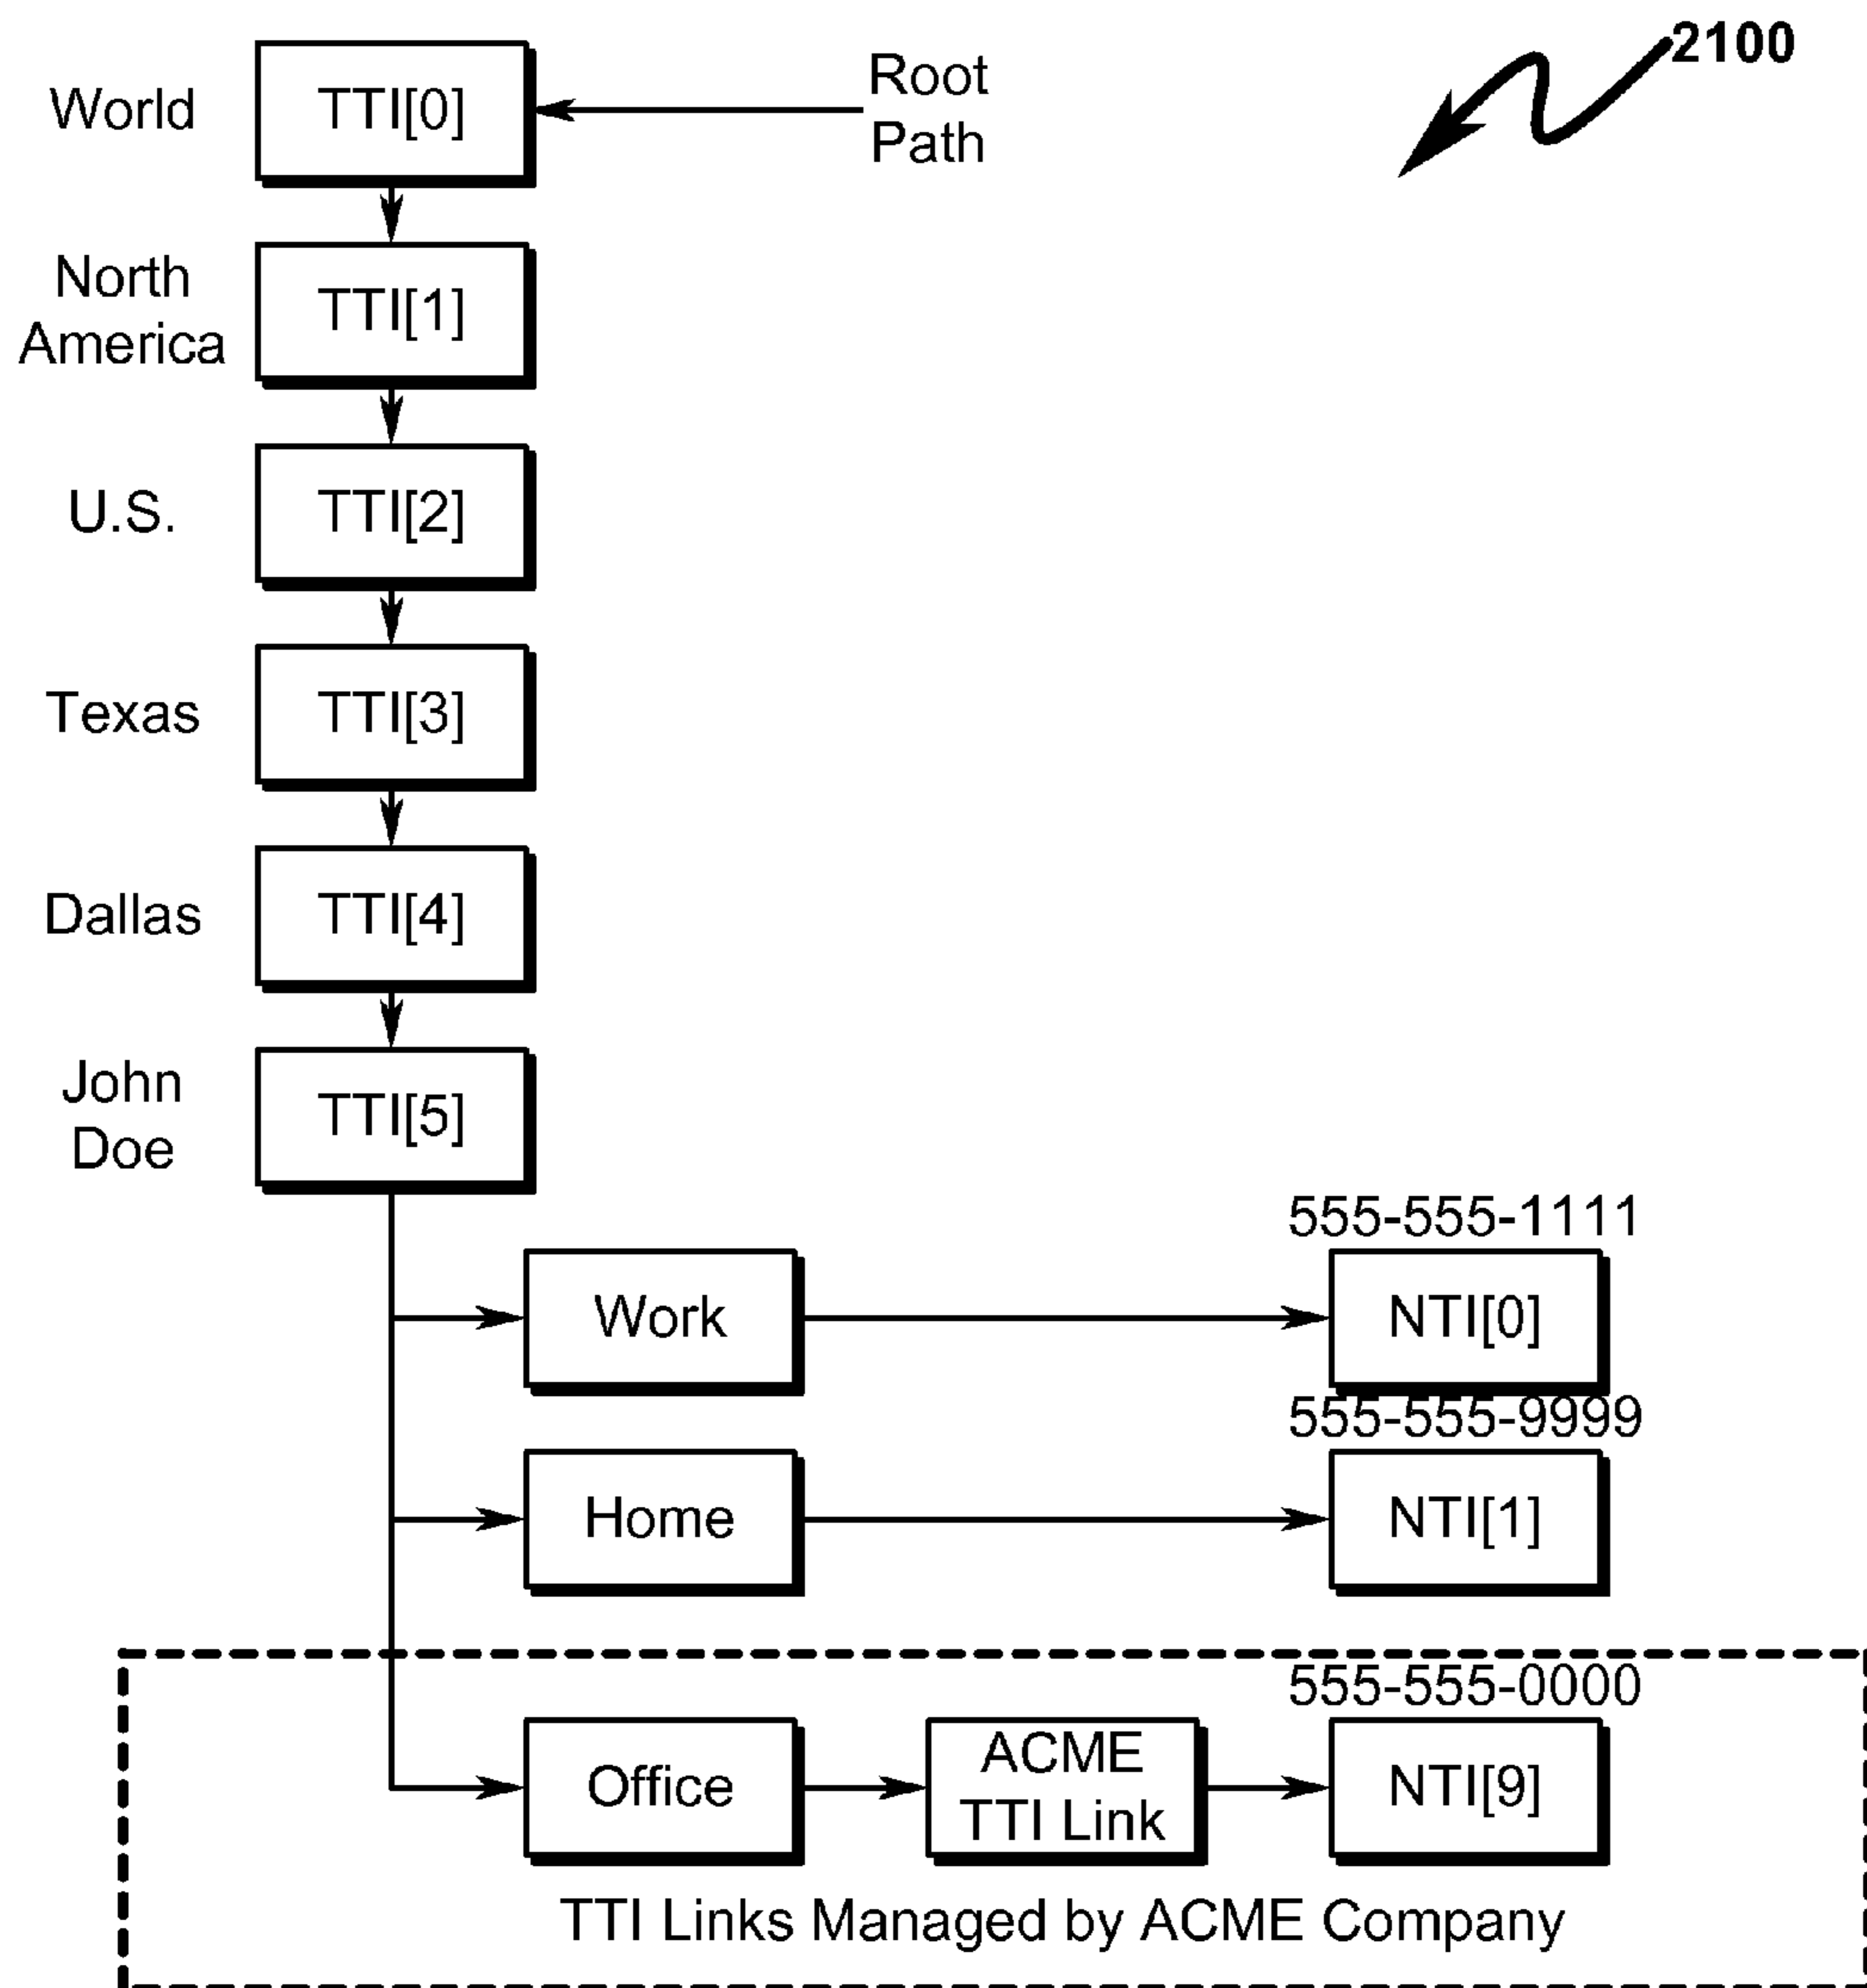 2100
World
TTI[0]
Root
Path
North
America
TTI[1]
U.S.
TTI[2]
Texas
TTI[3]
Dallas
TTI[4]
John
Doe
TTI[5]
555-555-1111
Work
NTI[0]
555-555-9999
Home
NTI[1]
555-555-0000
Office
ACME
TTI Link
NTI[9]
TTI Links Managed by ACME Company